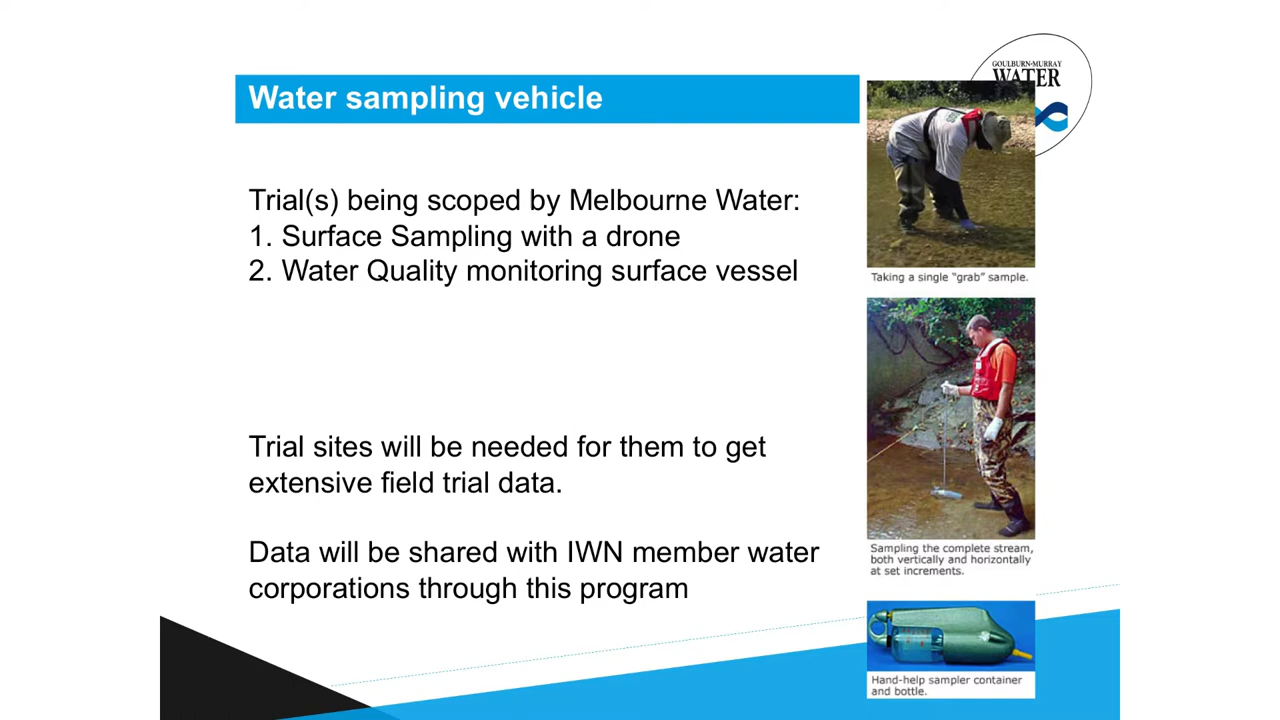 GOULBURN-MURRAY
WATER
Water sampling vehicle
Trial(s) being scoped by Melbourne Water:
1. Surface Sampling with a drone
2. Water Quality monitoring surface vessel
Trial sites will be needed for them to get
extensive field trial data.
Data will be shared with IWN member water
corporations through this program
Taking a single “grab” sample.
Sampling the complete stream,
both vertically and horizontally
at set increments.
Hand-help sampler container
and bottle.